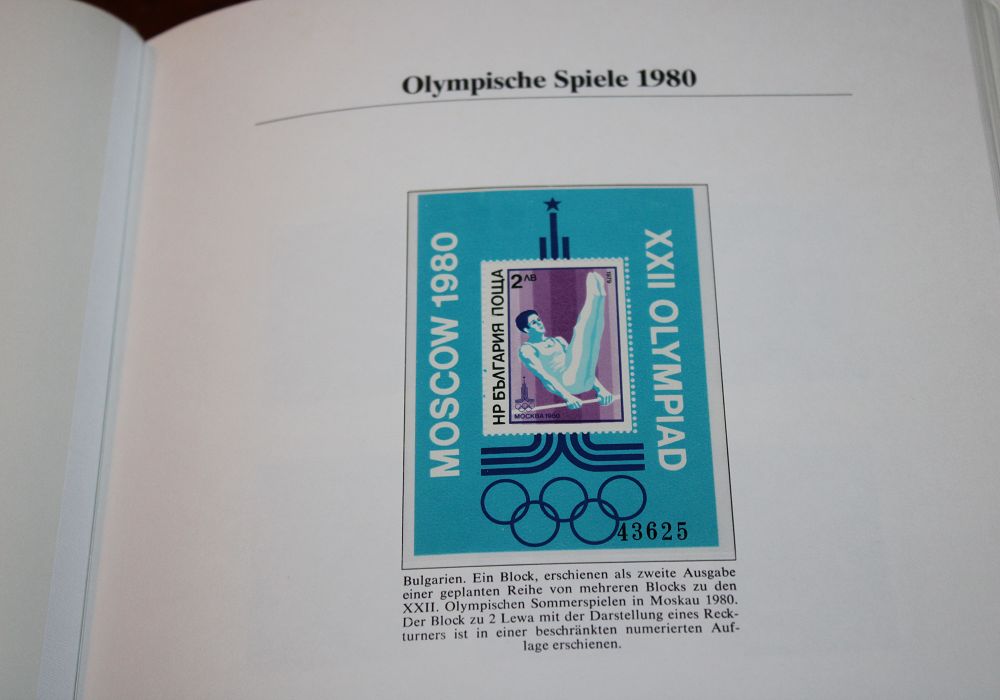 Olympische Spiele 1980
MOSCOW 1980
XXII OLYMPIAD
2 ЛВ
1979
НР БЪЛГАРИЯ ПОЩА
МОСКВА 1980
43625
Bulgarien. Ein Block, erschienen als zweite Ausgabe
einer geplanten Reihe von mehreren Blocks zu den
XXII. Olympischen Sommerspielen in Moskau 1980.
Der Block zu 2 Lewa mit der Darstellung eines Reck-
turners ist in einer beschränkten numerierten Auf-
lage erschienen.